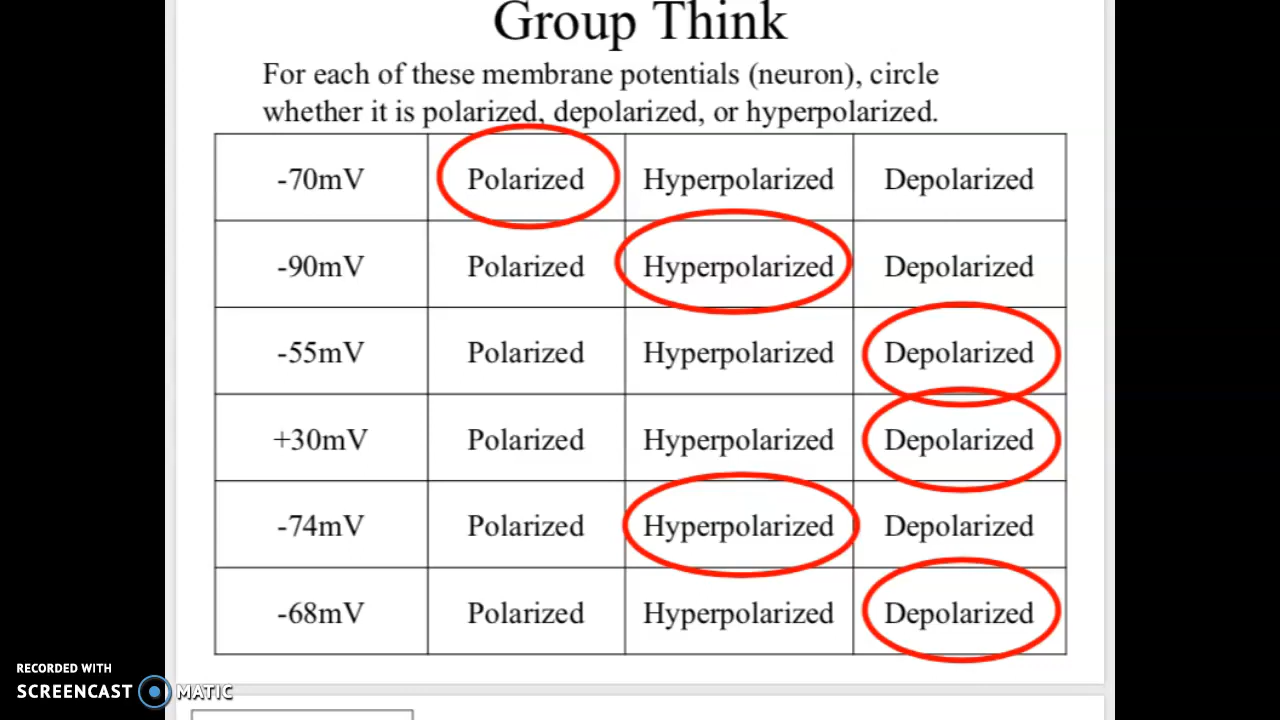 Group Think
For each of these membrane potentials (neuron), circle
whether it is polarized, depolarized, or hyperpolarized.
-70mV Polarized Hyperpolarized Depolarized
-90mV Polarized Hyperpolarized Depolarized
-55mV Polarized Hyperpolarized Depolarized
+30mV Polarized Hyperpolarized Depolarized
-74mV Polarized Hyperpolarized Depolarized
-68mV Polarized Hyperpolarized Depolarized
RECORDED WITH
SCREENCAST MATIC